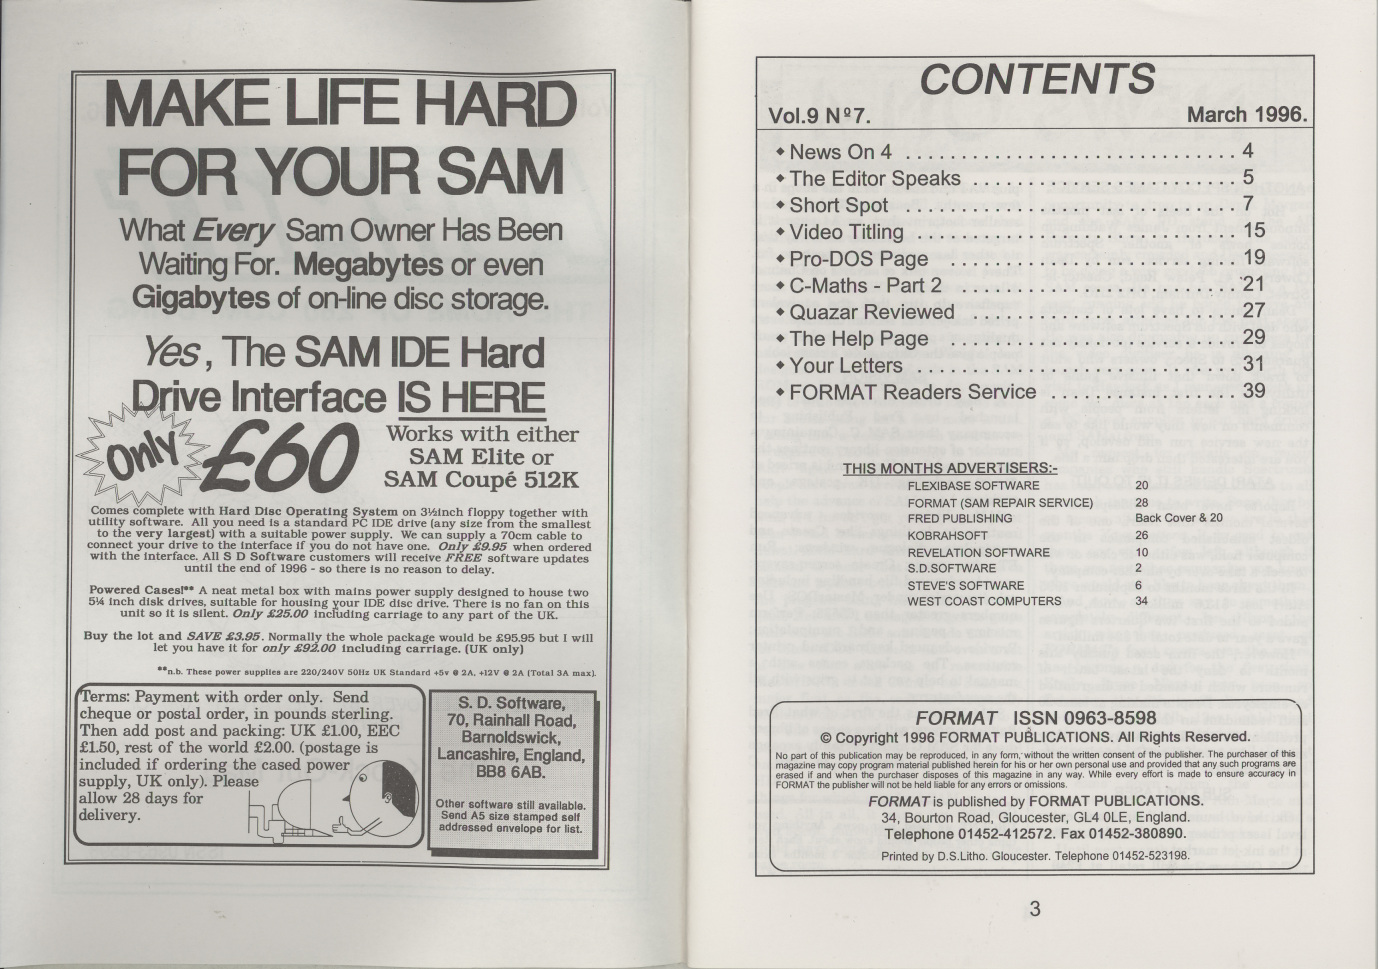 MAKE LIFE HARD
FOR YOUR SAM
What Every Sam Owner Has Been
Waiting For. Megabytes or even
Gigabytes of on-line disc storage.
Yes, The SAM IDE Hard
Drive Interface IS HERE
Only £60
Works with either
SAM Elite or
SAM Coupé 512K
Comes complete with Hard Disc Operating System on 3½inch floppy together with
utility software. All you need is a standard PC IDE drive (any size from the smallest
to the very largest) with a suitable power supply. We can supply a 70cm cable to
connect your drive to the interface if you do not have one. Only £9.95 when ordered
with the interface. All S D Software customers will receive FREE software updates
until the end of 1996 - so there is no reason to delay.
Powered Cases!** A neat metal box with mains power supply designed to house two
5¼ inch disk drives, suitable for housing your IDE disc drive. There is no fan on this
unit so it is silent. Only £25.00 including carriage to any part of the UK.
Buy the lot and SAVE £3.95. Normally the whole package would be £95.95 but I will
let you have it for only £92.00 including carriage. (UK only)
**n.b. These power supplies are 220/240V 50Hz UK Standard +5v @ 2A, +12V @ 2A (Total 3A max).
Terms: Payment with order only. Send
cheque or postal order, in pounds sterling.
Then add post and packing: UK £1.00, EEC
£1.50, rest of the world £2.00. (postage is
included if ordering the cased power
supply, UK only). Please
allow 28 days for
delivery.
S. D. Software,
70, Rainhall Road,
Barnoldswick,
Lancashire, England,
BB8 6AB.
Other software still available.
Send A5 size stamped self
addressed envelope for list.
CONTENTS
Vol.9 Nº7. March 1996.
◆ News On 4 . . . . . . . . . . . . . . . . . . . . . . . . . . . . . . 4
◆ The Editor Speaks . . . . . . . . . . . . . . . . . . . . . . . . 5
◆ Short Spot . . . . . . . . . . . . . . . . . . . . . . . . . . . . . . 7
◆ Video Titling . . . . . . . . . . . . . . . . . . . . . . . . . . . . . 15
◆ Pro-DOS Page . . . . . . . . . . . . . . . . . . . . . . . . . . 19
◆ C-Maths - Part 2 . . . . . . . . . . . . . . . . . . . . . . . . . 21
◆ Quazar Reviewed . . . . . . . . . . . . . . . . . . . . . . . . 27
◆ The Help Page . . . . . . . . . . . . . . . . . . . . . . . . . . 29
◆ Your Letters . . . . . . . . . . . . . . . . . . . . . . . . . . . . . 31
◆ FORMAT Readers Service . . . . . . . . . . . . . . . . . 39
THIS MONTHS ADVERTISERS:-
FLEXIBASE SOFTWARE 20
FORMAT (SAM REPAIR SERVICE) 28
FRED PUBLISHING Back Cover & 20
KOBRAHSOFT 26
REVELATION SOFTWARE 10
S.D.SOFTWARE 2
STEVE'S SOFTWARE 6
WEST COAST COMPUTERS 34
FORMAT ISSN 0963-8598
© Copyright 1996 FORMAT PUBLICATIONS. All Rights Reserved.
No part of this publication may be reproduced, in any form, without the written consent of the publisher. The purchaser of this
magazine may copy program material published herein for his or her own personal use and provided that any such programs are
erased if and when the purchaser disposes of this magazine in any way. While every effort is made to ensure accuracy in
FORMAT the publisher will not be held liable for any errors or omissions.
FORMAT is published by FORMAT PUBLICATIONS.
34, Bourton Road, Gloucester, GL4 0LE, England.
Telephone 01452-412572. Fax 01452-380890.
Printed by D.S.Litho. Gloucester. Telephone 01452-523198.
3